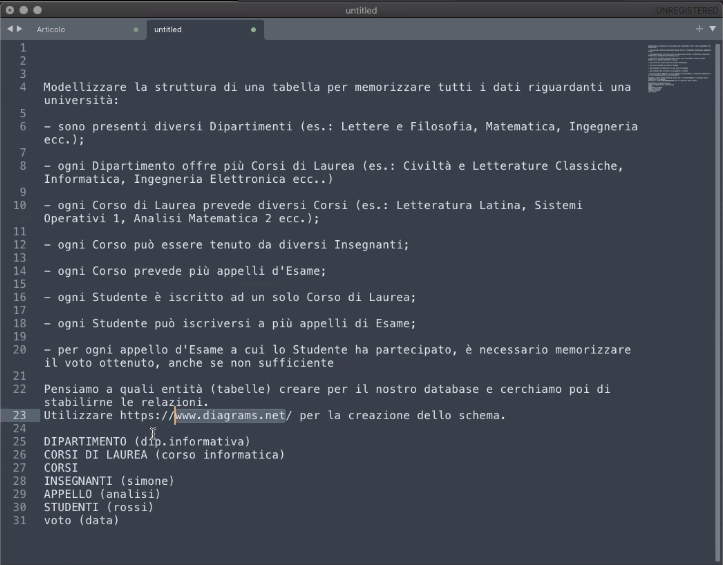 untitled
UNREGISTERED
Articolo
untitled
1
2
3
4 Modellizzare la struttura di una tabella per memorizzare tutti i dati riguardanti una
università:
5
6 – sono presenti diversi Dipartimenti (es.: Lettere e Filosofia, Matematica, Ingegneria
ecc.);
7
8 – ogni Dipartimento offre più Corsi di Laurea (es.: Civiltà e Letterature Classiche,
Informatica, Ingegneria Elettronica ecc..)
9
10 – ogni Corso di Laurea prevede diversi Corsi (es.: Letteratura Latina, Sistemi
Operativi 1, Analisi Matematica 2 ecc.);
11
12 – ogni Corso può essere tenuto da diversi Insegnanti;
13
14 – ogni Corso prevede più appelli d'Esame;
15
16 – ogni Studente è iscritto ad un solo Corso di Laurea;
17
18 – ogni Studente può iscriversi a più appelli di Esame;
19
20 – per ogni appello d'Esame a cui lo Studente ha partecipato, è necessario memorizzare
il voto ottenuto, anche se non sufficiente
21
22 Pensiamo a quali entità (tabelle) creare per il nostro database e cerchiamo poi di
stabilirne le relazioni.
23 Utilizzare https://www.diagrams.net/ per la creazione dello schema.
24
25 DIPARTIMENTO (dip.informativa)
26 CORSI DI LAUREA (corso informatica)
27 CORSI
28 INSEGNANTI (simone)
29 APPELLO (analisi)
30 STUDENTI (rossi)
31 voto (data)